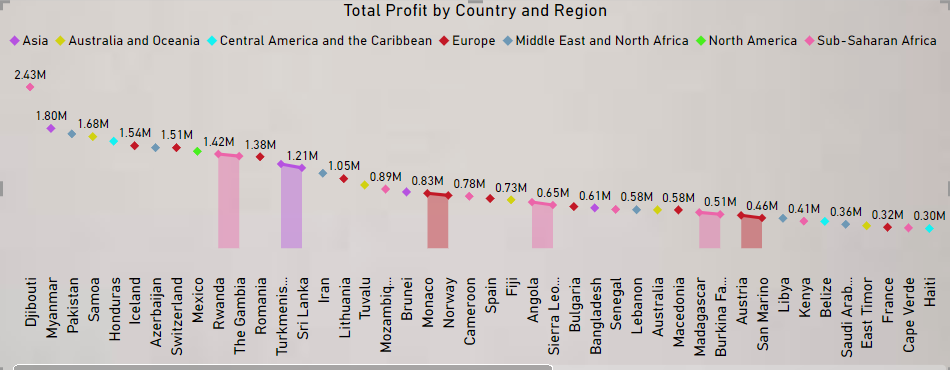 Total Profit by Country and Region
Asia Australia and Oceania Central America and the Caribbean Europe Middle East and North Africa North America Sub-Saharan Africa
2.43M
1.80M
1.68M
1.54M
1.51M
1.42M
1.38M
1.21M
1.05M
0.89M
0.83M
0.78M
0.73M
0.65M
0.61M
0.58M
0.58M
0.51M
0.46M
0.41M
0.36M
0.32M
0.30M
Djibouti
Myanmar
Pakistan
Samoa
Honduras
Iceland
Azerbaijan
Switzerland
Mexico
Rwanda
The Gambia
Romania
Turkmenis...
Sri Lanka
Iran
Lithuania
Tuvalu
Mozambiq...
Brunei
Monaco
Norway
Cameroon
Spain
Fiji
Angola
Sierra Leo...
Bulgaria
Bangladesh
Senegal
Lebanon
Australia
Macedonia
Madagascar
Burkina Fa...
Austria
San Marino
Libya
Kenya
Belize
Saudi Arab...
East Timor
France
Cape Verde
Haiti